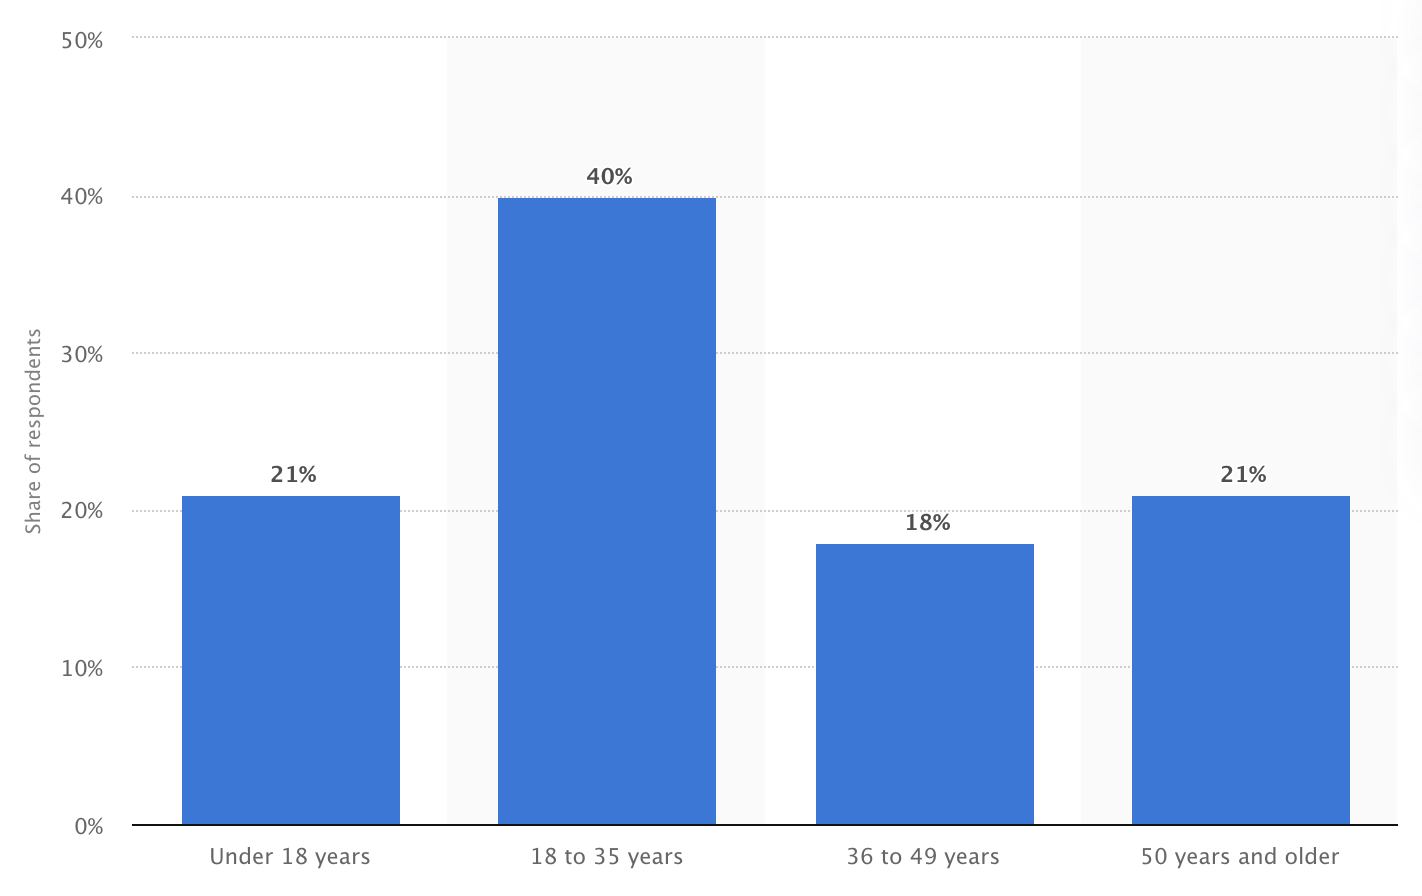 50%
40%
40%
30%
Share of respondents
21%
21%
20%
18%
10%
0%
Under 18 years
18 to 35 years
36 to 49 years
50 years and older